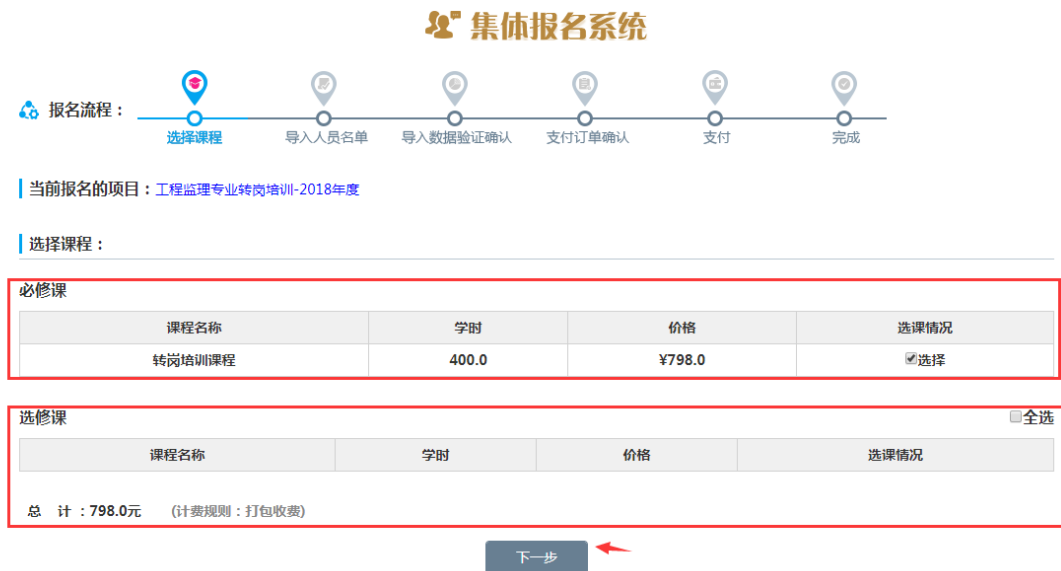 集体报名系统
报名流程：
选择课程 导入人员名单 导入数据验证确认 支付订单确认 支付 完成
当前报名的项目：工程监理专业转岗培训-2018年度
选择课程：
必修课
课程名称 学时 价格 选课情况
转岗培训课程 400.0 ¥798.0 选择
选修课 全选
课程名称 学时 价格 选课情况
总 计：798.0元 (计费规则：打包收费)
下一步